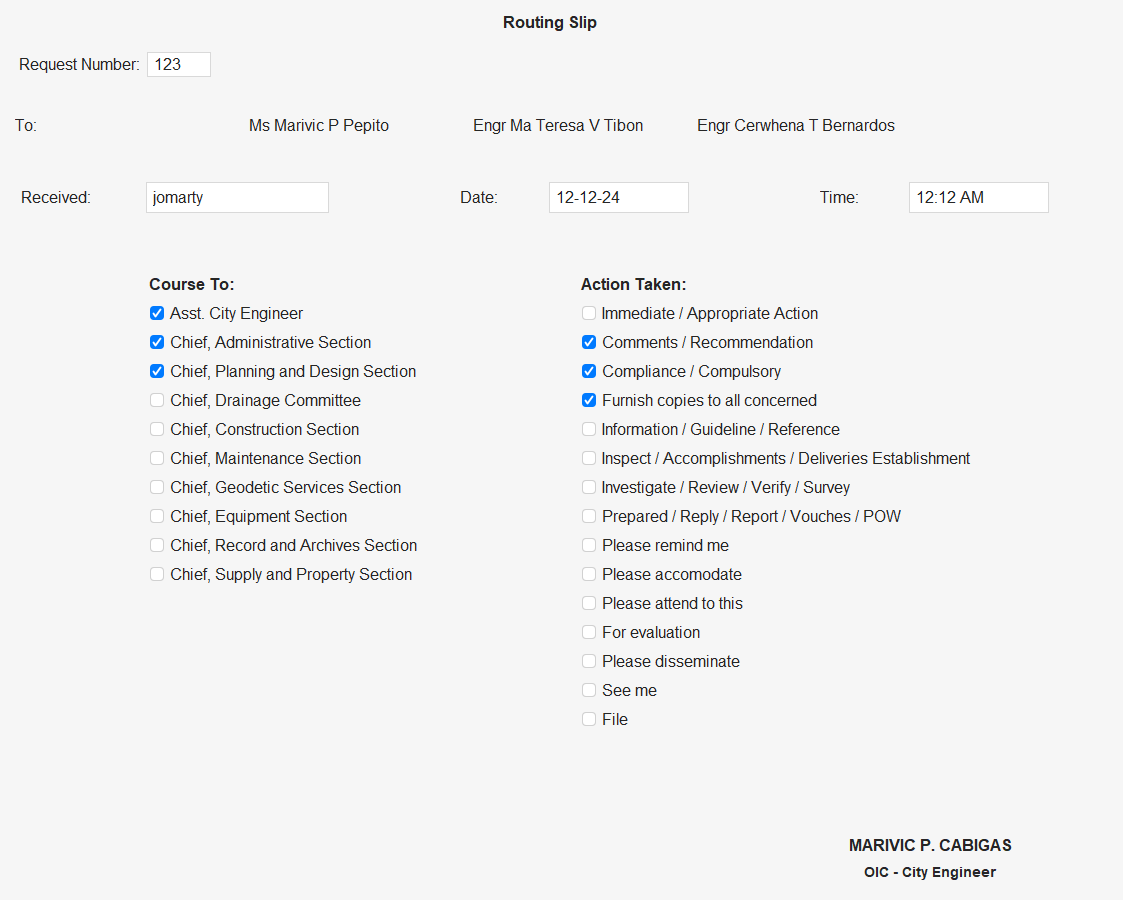 Routing Slip
Request Number: 123
To: Ms Marivic P Pepito Engr Ma Teresa V Tibon Engr Cerwhena T Bernardos
Received: jomarty Date: 12-12-24 Time: 12:12 AM
Course To:
Asst. City Engineer
Chief, Administrative Section
Chief, Planning and Design Section
Chief, Drainage Committee
Chief, Construction Section
Chief, Maintenance Section
Chief, Geodetic Services Section
Chief, Equipment Section
Chief, Record and Archives Section
Chief, Supply and Property Section
Action Taken:
Immediate / Appropriate Action
Comments / Recommendation
Compliance / Compulsory
Furnish copies to all concerned
Information / Guideline / Reference
Inspect / Accomplishments / Deliveries Establishment
Investigate / Review / Verify / Survey
Prepared / Reply / Report / Vouches / POW
Please remind me
Please accomodate
Please attend to this
For evaluation
Please disseminate
See me
File
MARIVIC P. CABIGAS
OIC - City Engineer